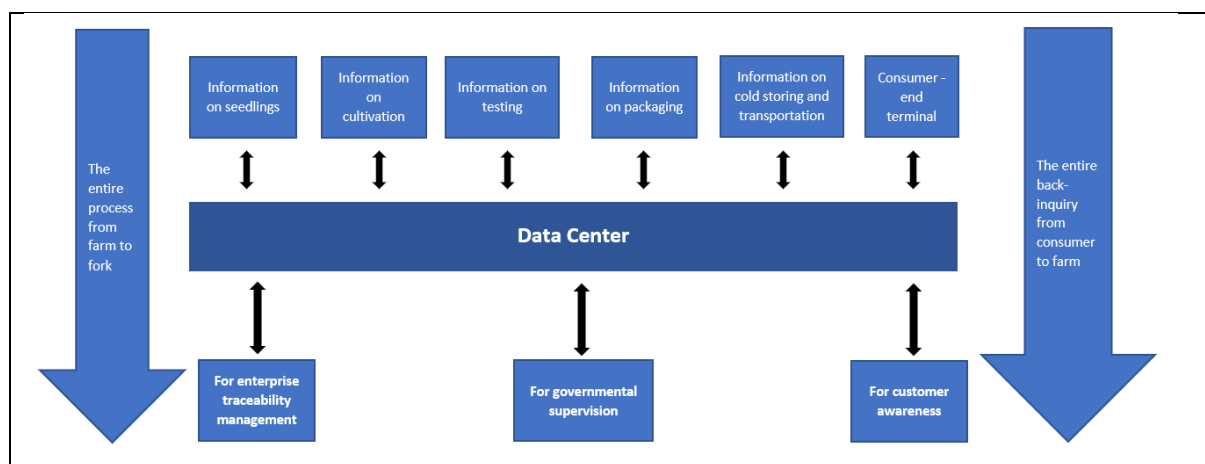 The
entire
process
from
farm to
fork
Information
on seedlings
Information
on
cultivation
Information on
testing
Information
on packaging
Information on
cold storing and
transportation
Consumer -
end
terminal
The entire
back-
inquiry
from
consumer
to farm
Data Center
For enterprise
traceability
management
For governmental
supervision
For customer
awareness